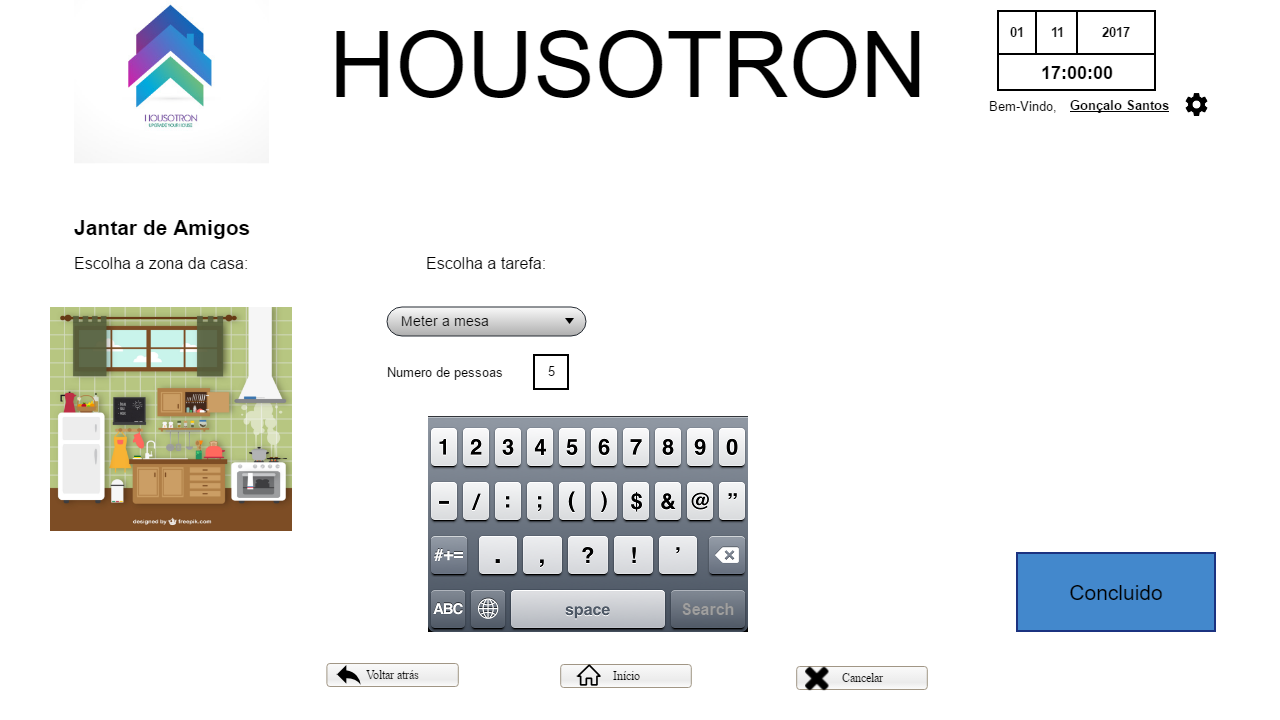 HOUSOTRON
UPGRADE YOUR HOUSE
HOUSOTRON
01 11 2017
17:00:00
Bem-Vindo, Gonçalo Santos
Jantar de Amigos
Escolha a zona da casa:
Escolha a tarefa:
Meter a mesa
Numero de pessoas 5
designed by freepik.com
1 2 3 4 5 6 7 8 9 0
- / : ; ( ) $ & @ ”
#+= . , ? ! ’
ABC space Search
Concluido
Voltar atrás
Início
Cancelar